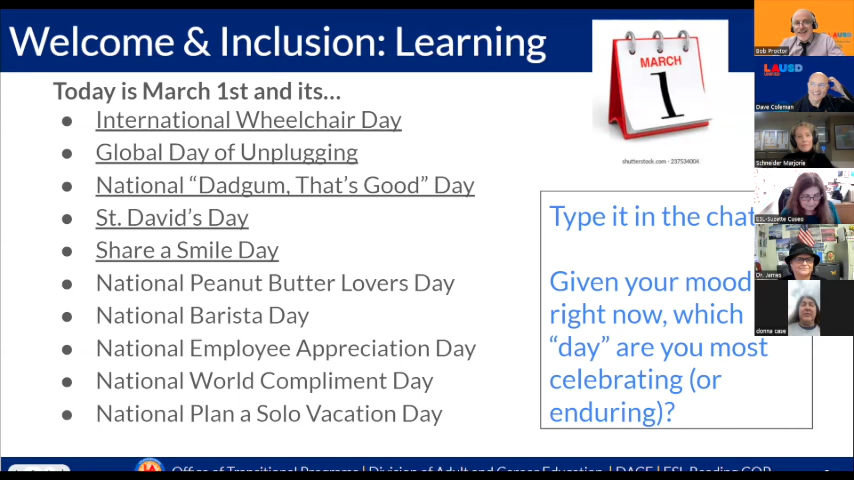 Welcome & Inclusion: Learning
Today is March 1st and its...
● International Wheelchair Day
● Global Day of Unplugging
● National “Dadgum, That’s Good” Day
● St. David’s Day
● Share a Smile Day
● National Peanut Butter Lovers Day
● National Barista Day
● National Employee Appreciation Day
● National World Compliment Day
● National Plan a Solo Vacation Day
MARCH
1
shutterstock.com · 237534004
Type it in the chat
Given your mood
right now, which
“day” are you most
celebrating (or
enduring)?
Office of Transitional Programs | Division of Adult and Career Education | DACE | ESL Reading COP
Bob Proctor
LAUSD
UNIFIED
Dave Coleman
Schneider Marjorie
ESL-Suzette Cuseo
Dr. James
donna case